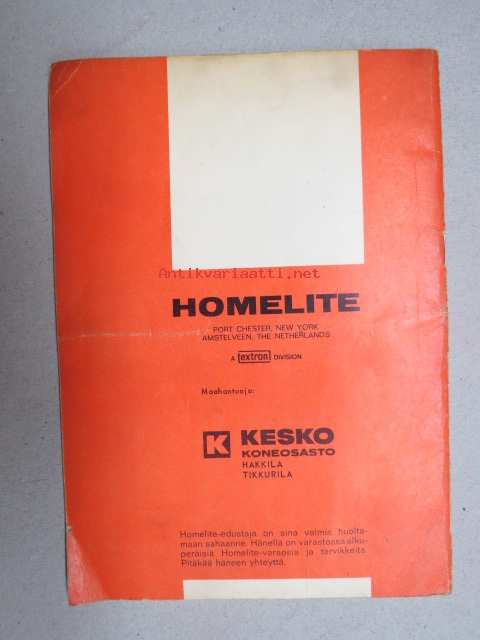 Antikvariaatti.net
HOMELITE
PORT CHESTER, NEW YORK
AMSTELVEEN, THE NETHERLANDS
A textron DIVISION
Maahantuoja:
K KESKO
KONEOSASTO
HAKKILA
TIKKURILA
Homelite-edustaja on aina valmis huolta-
maan sahaanne. Hänellä on varastossa alku-
peräisiä Homelite-varaosia ja tarvikkeita.
Pitäkää häneen yhteyttä.